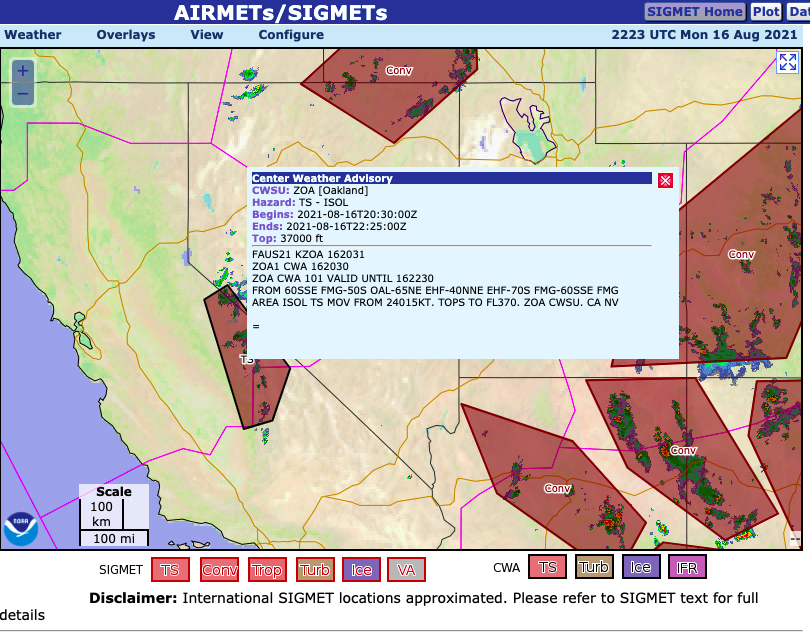 AIRMETs/SIGMETs
SIGMET Home Plot Dat
Weather Overlays View Configure 2223 UTC Mon 16 Aug 2021
+
−
Conv
Center Weather Advisory
CWSU: ZOA [Oakland]
Hazard: TS - ISOL
Begins: 2021-08-16T20:30:00Z
Ends: 2021-08-16T22:25:00Z
Top: 37000 ft
FAUS21 KZOA 162031
ZOA1 CWA 162030
ZOA CWA 101 VALID UNTIL 162230
FROM 60SSE FMG-50S OAL-65NE EHF-40NNE EHF-70S FMG-60SSE FMG
AREA ISOL TS MOV FROM 24015KT. TOPS TO FL370. ZOA CWSU. CA NV
=
Conv
TS
Conv
Conv
Scale
100
km
100 mi
NOAA
SIGMET TS Conv Trop Turb Ice VA CWA TS Turb Ice IFR
Disclaimer: International SIGMET locations approximated. Please refer to SIGMET text for full
details